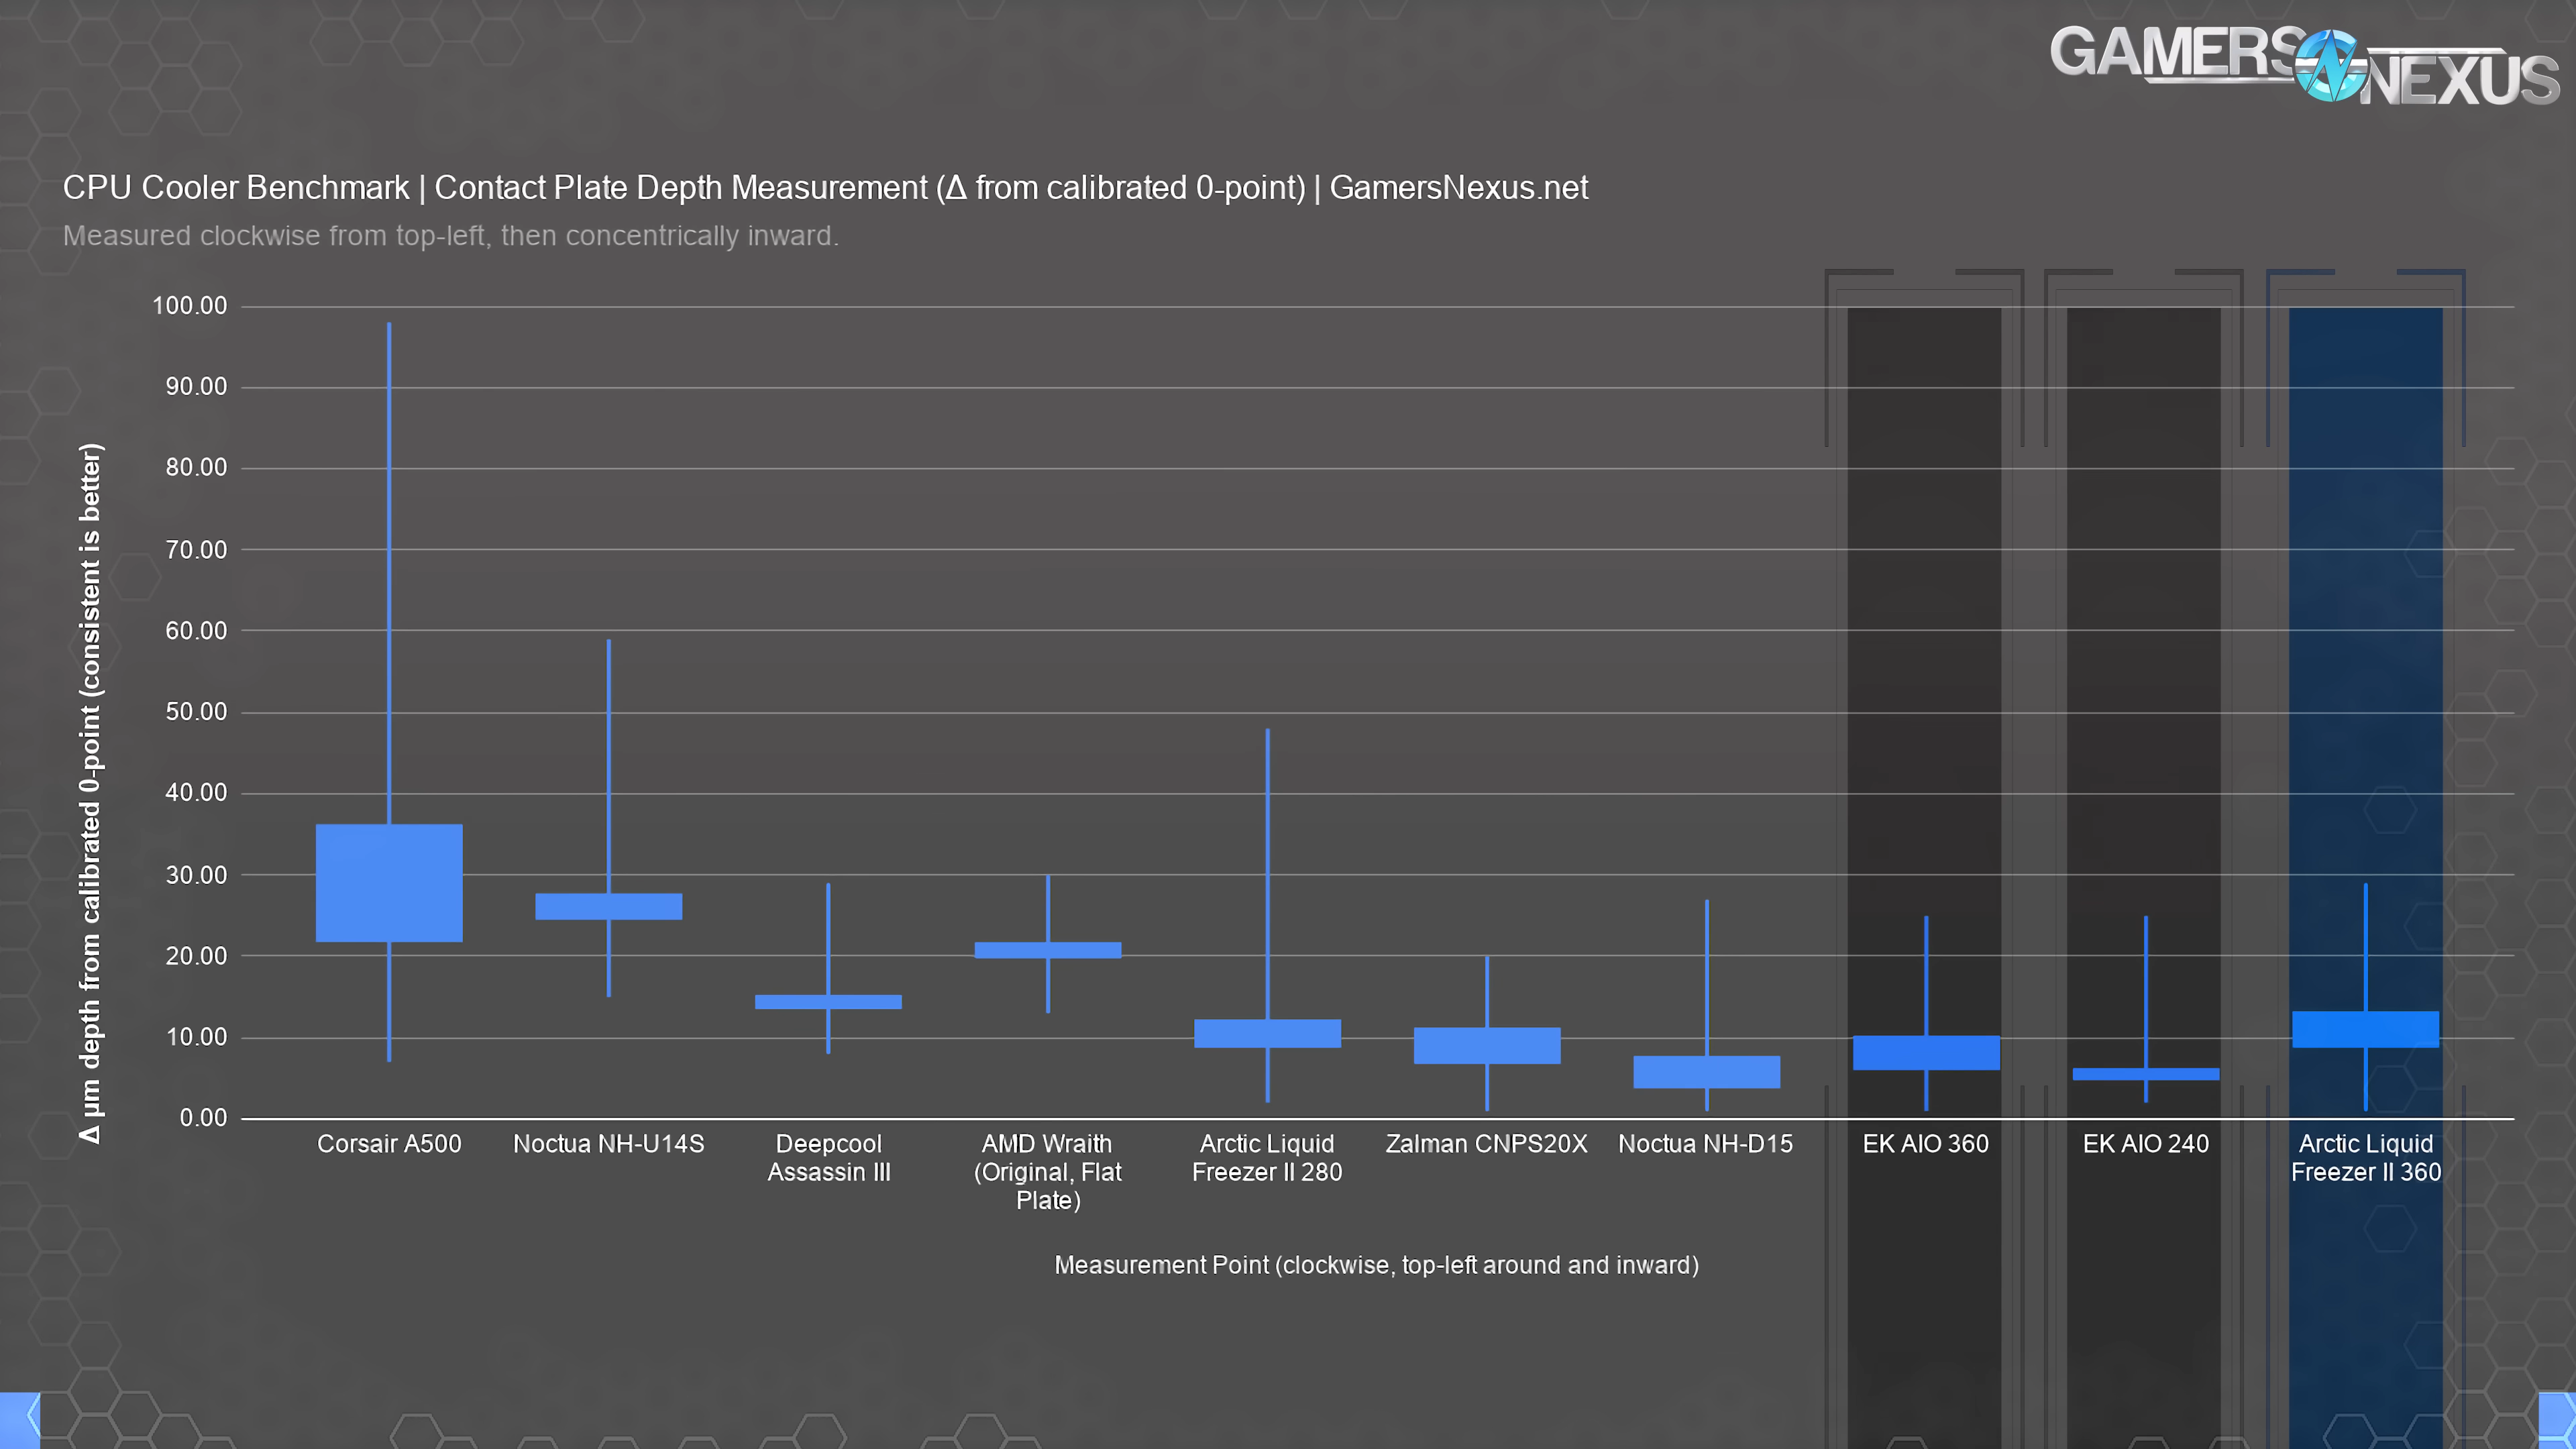 GAMERS NEXUS
CPU Cooler Benchmark | Contact Plate Depth Measurement (Δ from calibrated 0-point) | GamersNexus.net
Measured clockwise from top-left, then concentrically inward.
Δ µm depth from calibrated 0-point (consistent is better)
100.00
90.00
80.00
70.00
60.00
50.00
40.00
30.00
20.00
10.00
0.00
Corsair A500
Noctua NH-U14S
Deepcool
Assassin III
AMD Wraith
(Original, Flat
Plate)
Arctic Liquid
Freezer II 280
Zalman CNPS20X
Noctua NH-D15
EK AIO 360
EK AIO 240
Arctic Liquid
Freezer II 360
Measurement Point (clockwise, top-left around and inward)